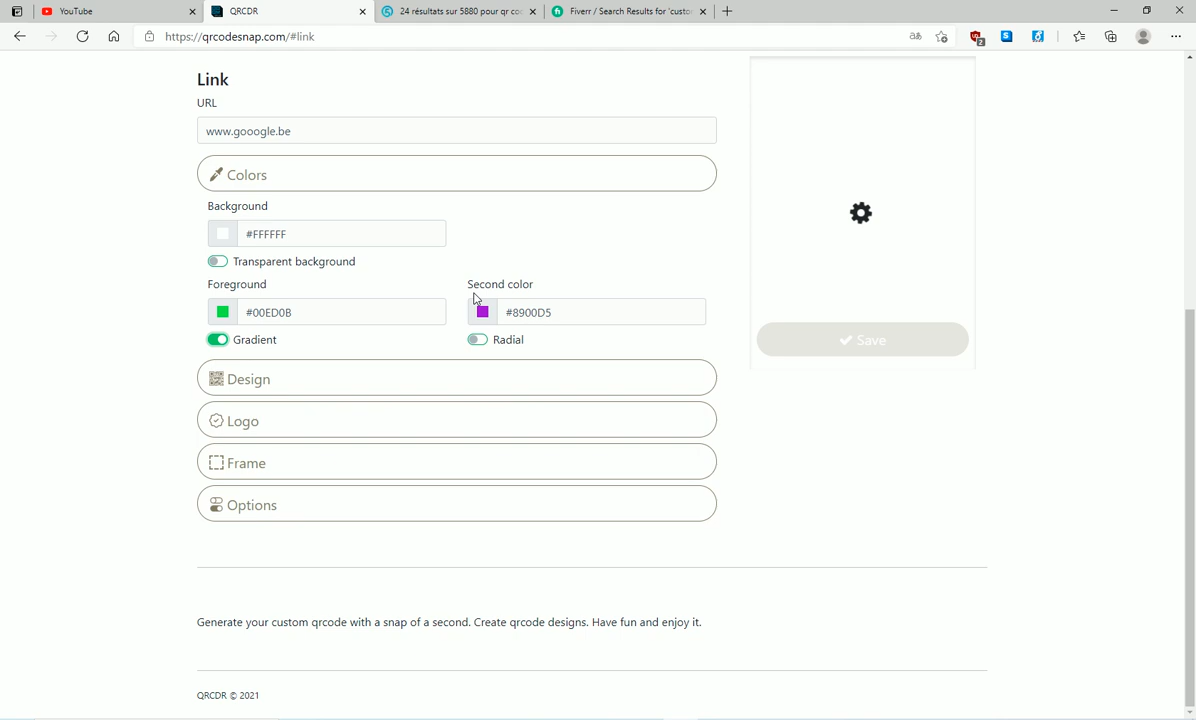 YouTube
QRCDR
24 résultats sur 5880 pour qr co
Fiverr / Search Results for 'custo
https://qrcodesnap.com/#link
aあ
2
Link
URL
www.gooogle.be
Colors
Background
#FFFFFF
Transparent background
Foreground
Second color
#00ED0B
#8900D5
Gradient
Radial
Save
Design
Logo
Frame
Options
Generate your custom qrcode with a snap of a second. Create qrcode designs. Have fun and enjoy it.
QRCDR © 2021